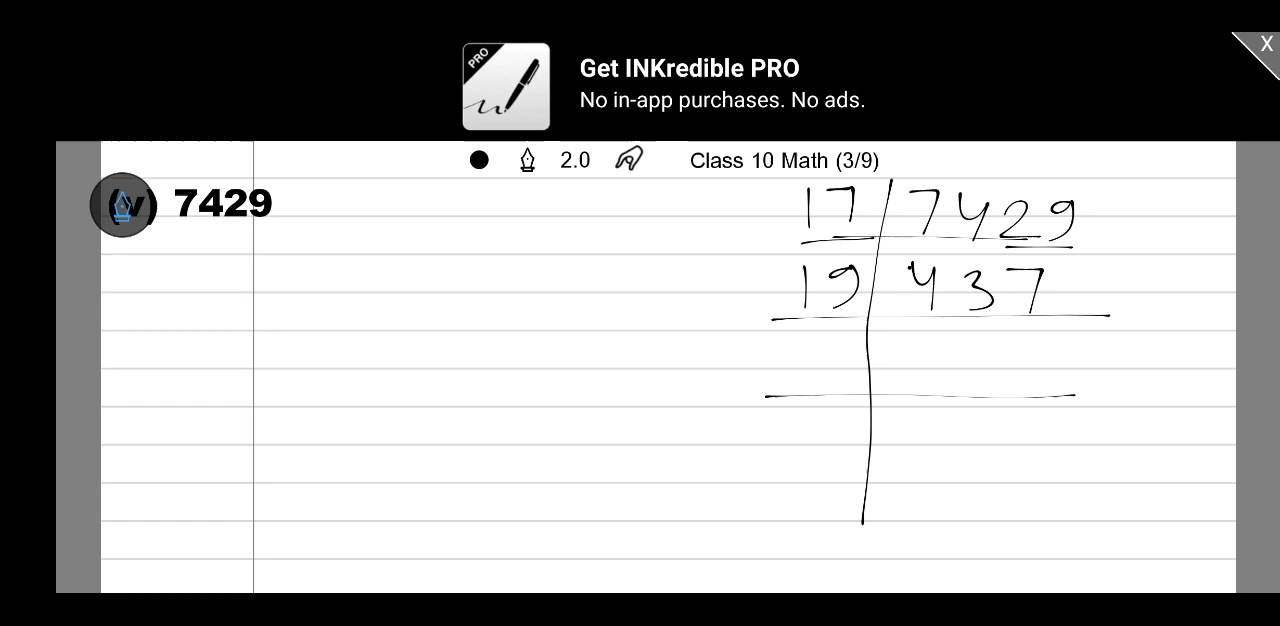 PRO
Get INKredible PRO
No in-app purchases. No ads.
X
2.0 Class 10 Math (3/9)
(v) 7429
17 7429
19 437